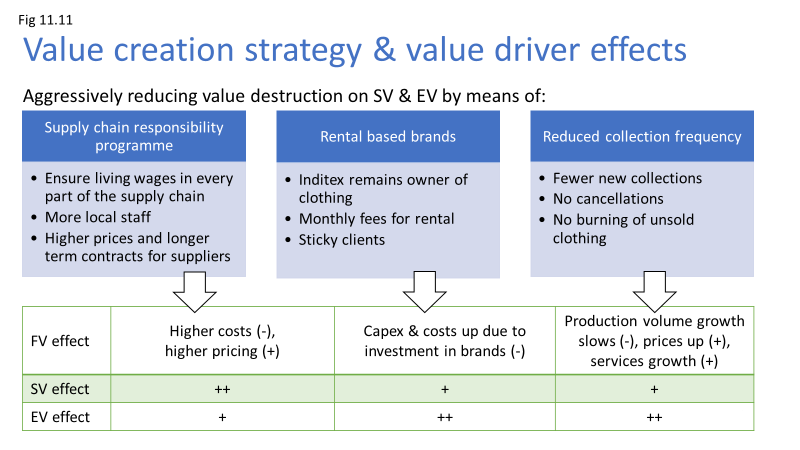 Fig 11.11
Value creation strategy & value driver effects
Aggressively reducing value destruction on SV & EV by means of:
Supply chain responsibility
programme
• Ensure living wages in every
part of the supply chain
• More local staff
• Higher prices and longer
term contracts for suppliers
Rental based brands
• Inditex remains owner of
clothing
• Monthly fees for rental
• Sticky clients
Reduced collection frequency
• Fewer new collections
• No cancellations
• No burning of unsold
clothing
FV effect
Higher costs (-),
higher pricing (+)
Capex & costs up due to
investment in brands (-)
Production volume growth
slows (-), prices up (+),
services growth (+)
SV effect
++
+
+
EV effect
+
++
++